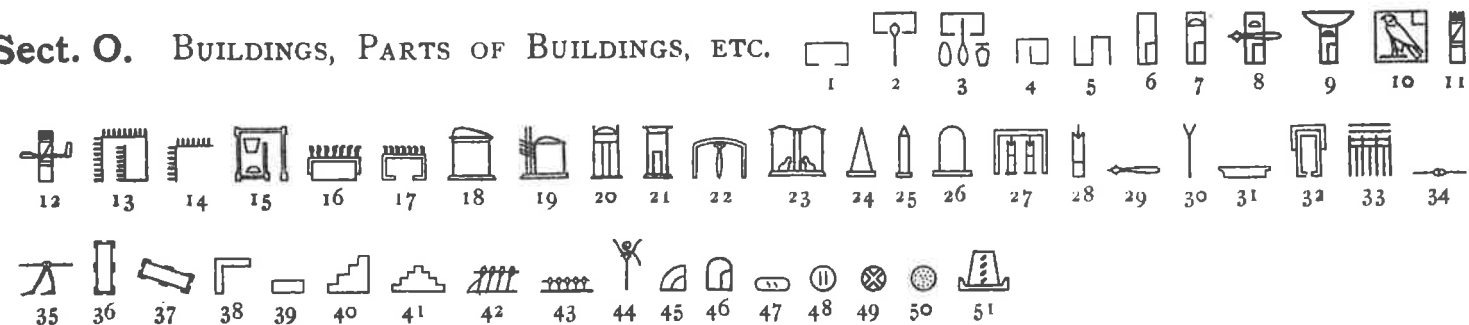 Sect. O. BUILDINGS, PARTS OF BUILDINGS, ETC.
1 2 3 4 5 6 7 8 9 10 11
12 13 14 15 16 17 18 19 20 21 22 23 24 25 26 27 28 29 30 31 32 33 34
35 36 37 38 39 40 41 42 43 44 45 46 47 48 49 50 51